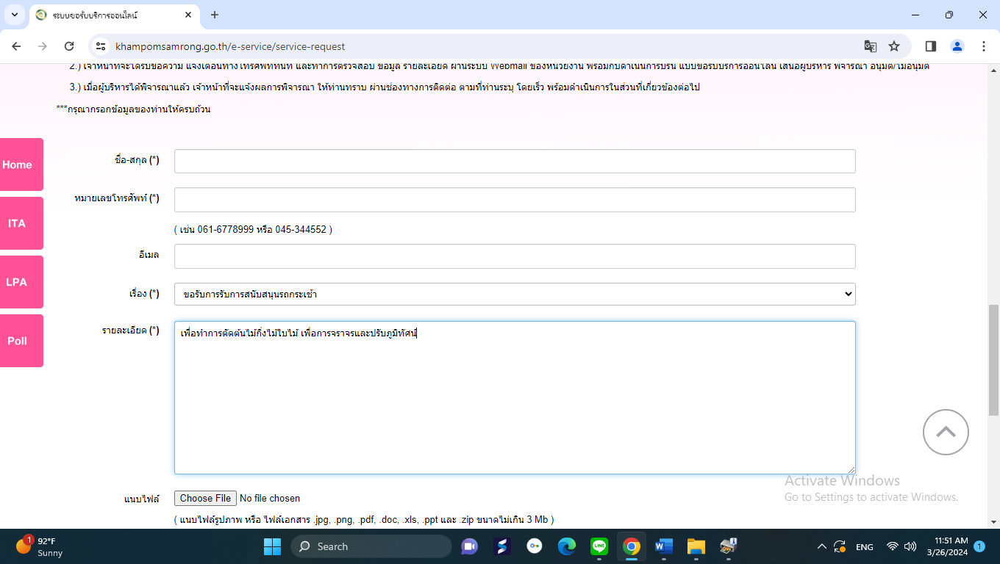 ระบบขอรับบริการออนไลน์
khampomsamrong.go.th/e-service/service-request
2.) เจ้าหน้าที่จะได้รับข้อความ แจ้งเตือนทางโทรศัพท์ทันที และทำการตรวจสอบ ข้อมูล รายละเอียด ผ่านระบบ Webmail ของหน่วยงาน พร้อมกับดำเนินการปริ้น แบบขอรับบริการออนไลน์ เสนอผู้บริหาร พิจารณา อนุมัติ/ไม่อนุมัติ
3.) เมื่อผู้บริหารได้พิจารณาแล้ว เจ้าหน้าที่จะแจ้งผลการพิจารณา ให้ท่านทราบ ผ่านช่องทางการติดต่อ ตามที่ท่านระบุ โดยเร็ว พร้อมดำเนินการในส่วนที่เกี่ยวข้องต่อไป
***กรุณากรอกข้อมูลของท่านให้ครบถ้วน
Home
ITA
LPA
Poll
ชื่อ-สกุล (*)
หมายเลขโทรศัพท์ (*)
( เช่น 061-6778999 หรือ 045-344552 )
อีเมล
เรื่อง (*)
ขอรับการรับการสนับสนุนรถกระเช้า
รายละเอียด (*)
เพื่อทำการตัดต้นไม้กิ่งไม้ใบไม้ เพื่อการจราจรและปรับภูมิทัศน์
แนบไฟล์
Choose File No file chosen
( แนบไฟล์รูปภาพ หรือ ไฟล์เอกสาร .jpg, .png, .pdf, .doc, .xls, .ppt และ .zip ขนาดไม่เกิน 3 Mb )
Activate Windows
Go to Settings to activate Windows.
1
92°F
Sunny
Search
LINE
ENG
11:51 AM
3/26/2024
1